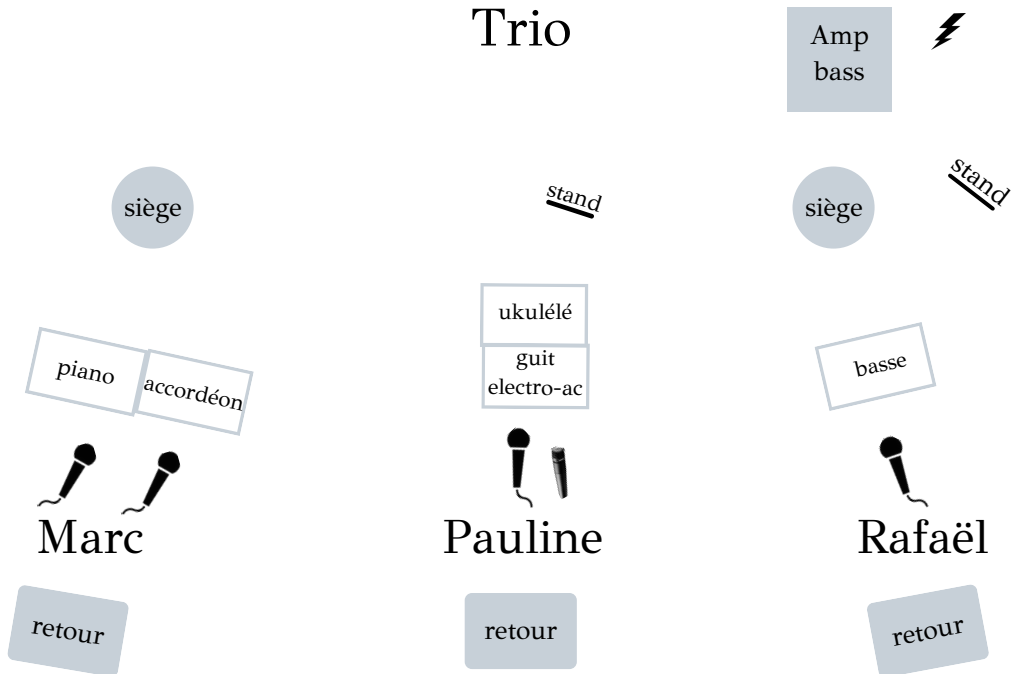 Trio
Amp
bass
siège
stand
siège
stand
ukulélé
guit
electro-ac
piano
accordéon
basse
Marc
Pauline
Rafaël
retour
retour
retour